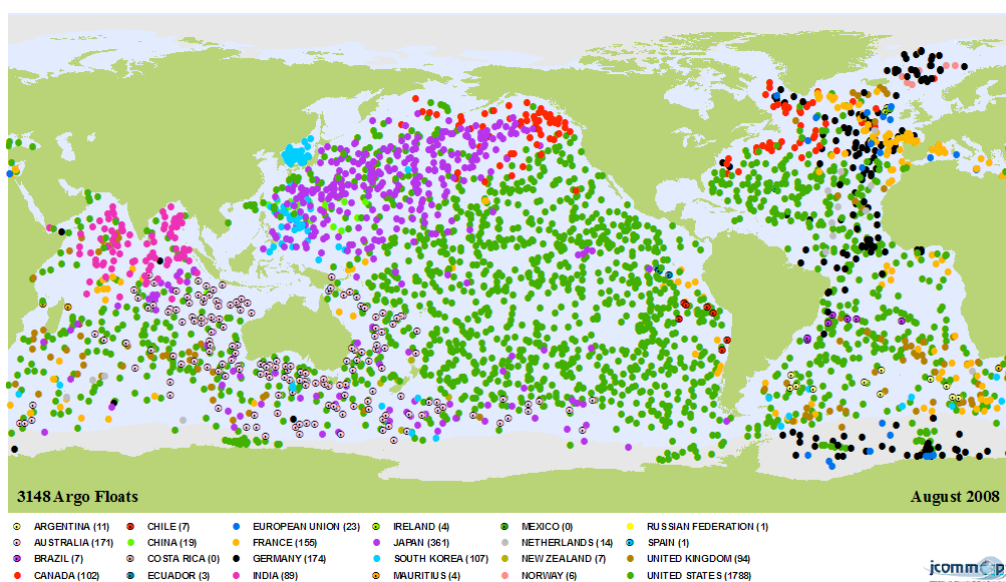 3148 Argo Floats
August 2008
ARGENTINA (11) CHILE (7) EUROPEAN UNION (23) IRELAND (4) MEXICO (0) RUSSIAN FEDERATION (1)
AUSTRALIA (171) CHINA (19) FRANCE (155) JAPAN (361) NETHERLANDS (14) SPAIN (1)
BRAZIL (7) COSTA RICA (0) GERMANY (174) SOUTH KOREA (107) NEW ZEALAND (7) UNITED KINGDOM (94)
CANADA (102) ECUADOR (3) INDIA (89) MAURITIUS (4) NORWAY (6) UNITED STATES (1788)
jcommop